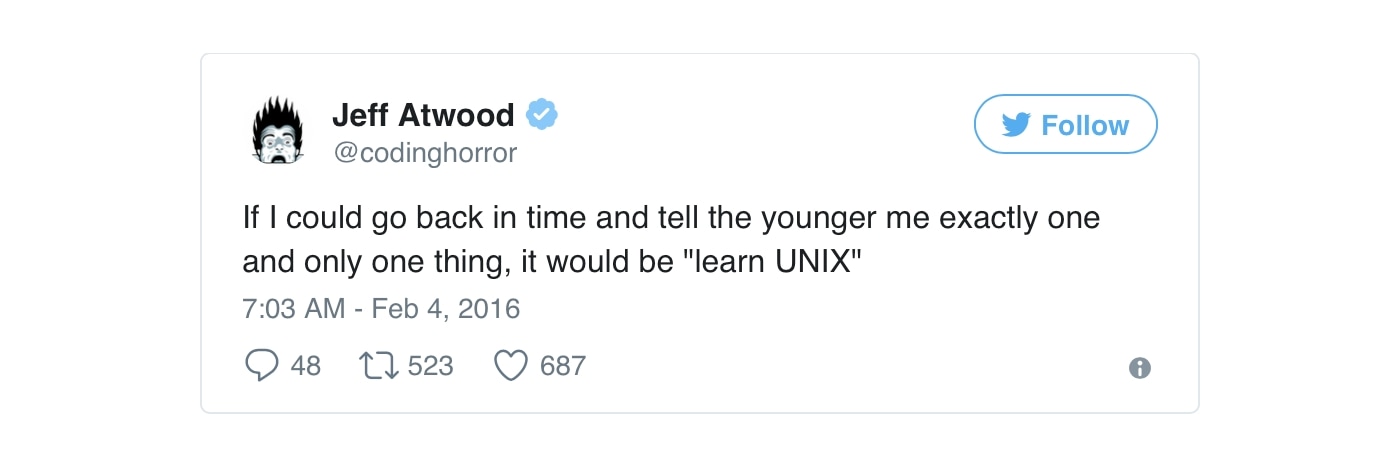 Jeff Atwood
@codinghorror
Follow
If I could go back in time and tell the younger me exactly one
and only one thing, it would be "learn UNIX"
7:03 AM - Feb 4, 2016
48 523 687